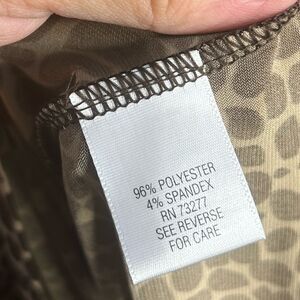 96% POLYESTER
4% SPANDEX
RN 73277
SEE REVERSE
FOR CARE